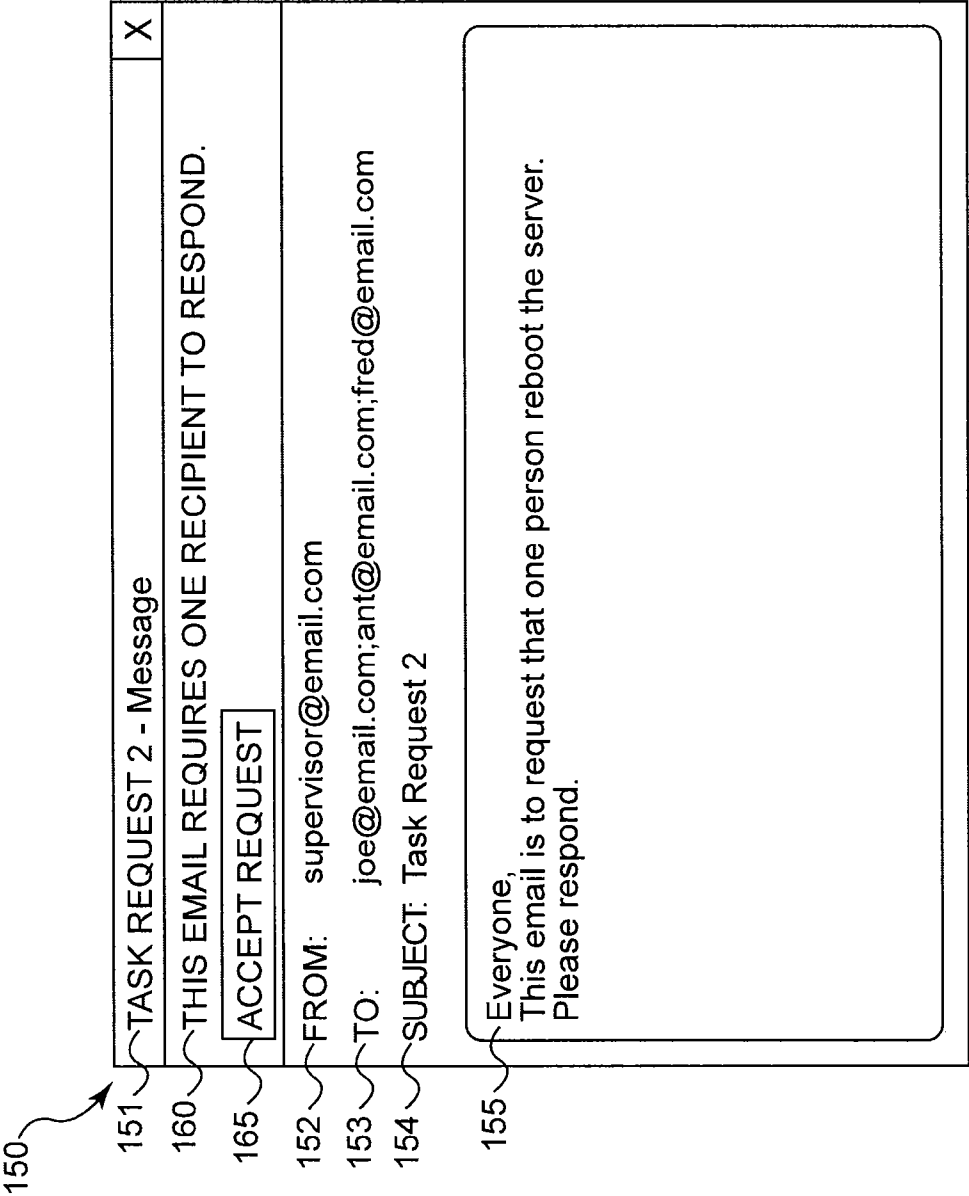 150
151 TASK REQUEST 2 - Message X
160 THIS EMAIL REQUIRES ONE RECIPIENT TO RESPOND.
165 ACCEPT REQUEST
152 FROM: supervisor@email.com
153 TO: joe@email.com;ant@email.com;fred@email.com
154 SUBJECT: Task Request 2
155 Everyone,
This email is to request that one person reboot the server.
Please respond.